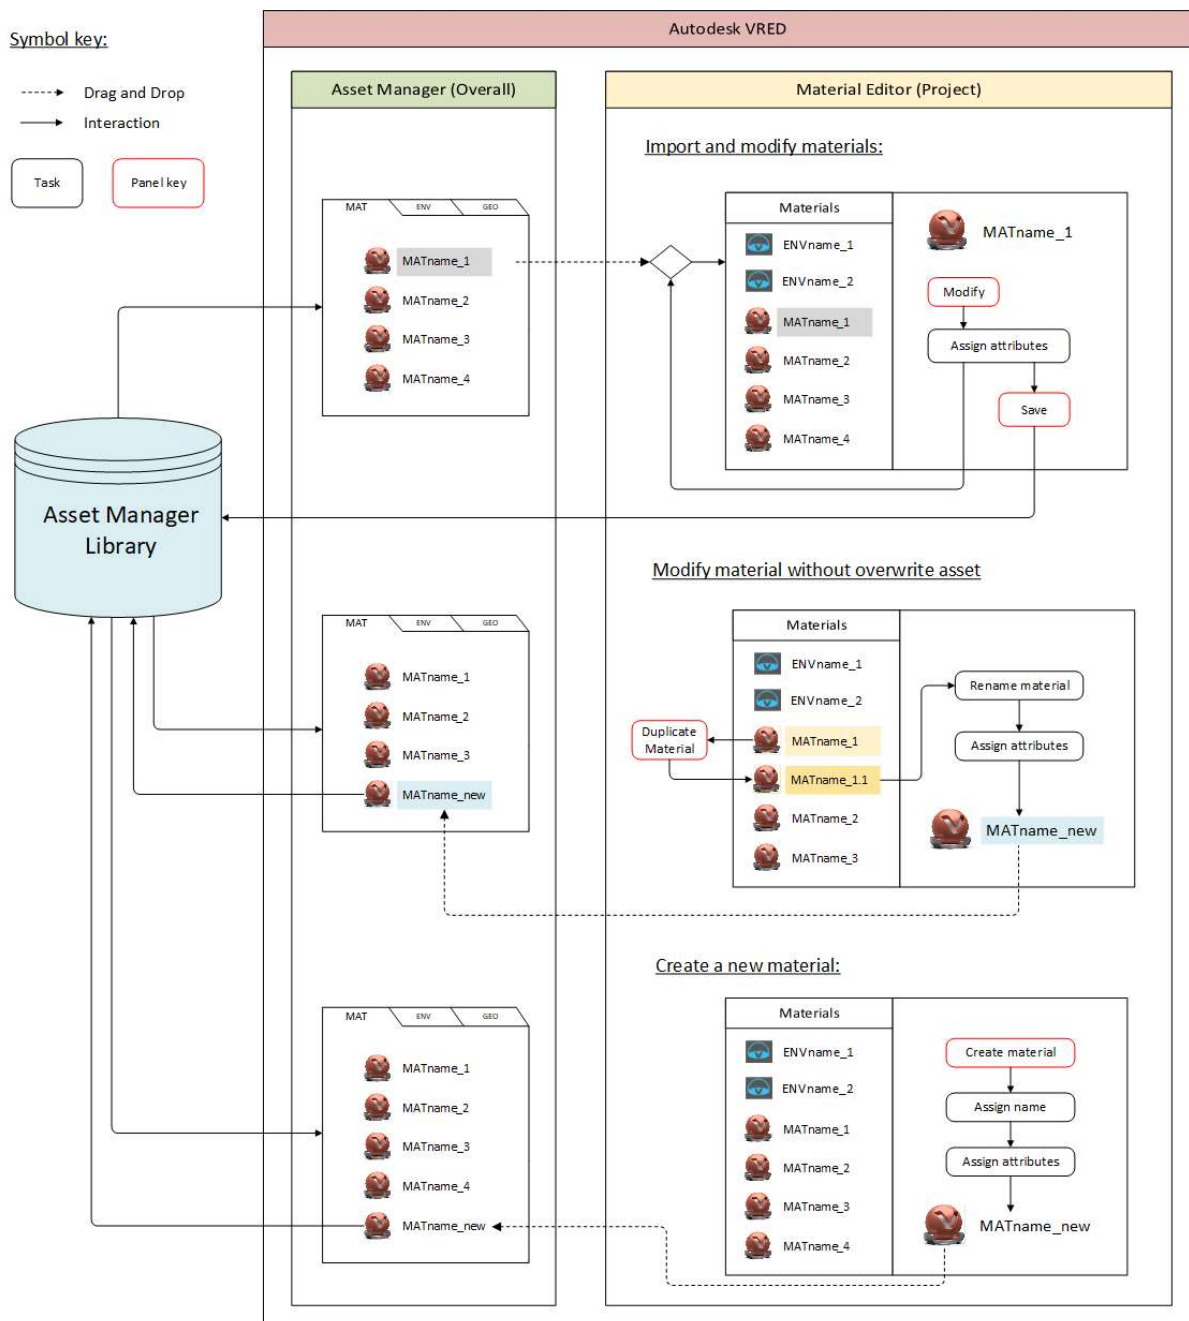 Autodesk VRED
Symbol key:
Drag and Drop
Interaction
Task
Panel key
Asset Manager (Overall)
Material Editor (Project)
Asset Manager
Library
Import and modify materials:
MAT
ENV
GEO
MATname_1
MATname_2
MATname_3
MATname_4
Materials
ENVname_1
ENVname_2
MATname_1
MATname_2
MATname_3
MATname_4
MATname_1
Modify
Assign attributes
Save
Modify material without overwrite asset
MAT
ENV
GEO
MATname_1
MATname_2
MATname_3
MATname_new
Duplicate
Material
Materials
ENVname_1
ENVname_2
MATname_1
MATname_1.1
MATname_2
MATname_3
Rename material
Assign attributes
MATname_new
Create a new material:
MAT
ENV
GEO
MATname_1
MATname_2
MATname_3
MATname_4
MATname_new
Materials
ENVname_1
ENVname_2
MATname_1
MATname_2
MATname_3
MATname_4
Create material
Assign name
Assign attributes
MATname_new